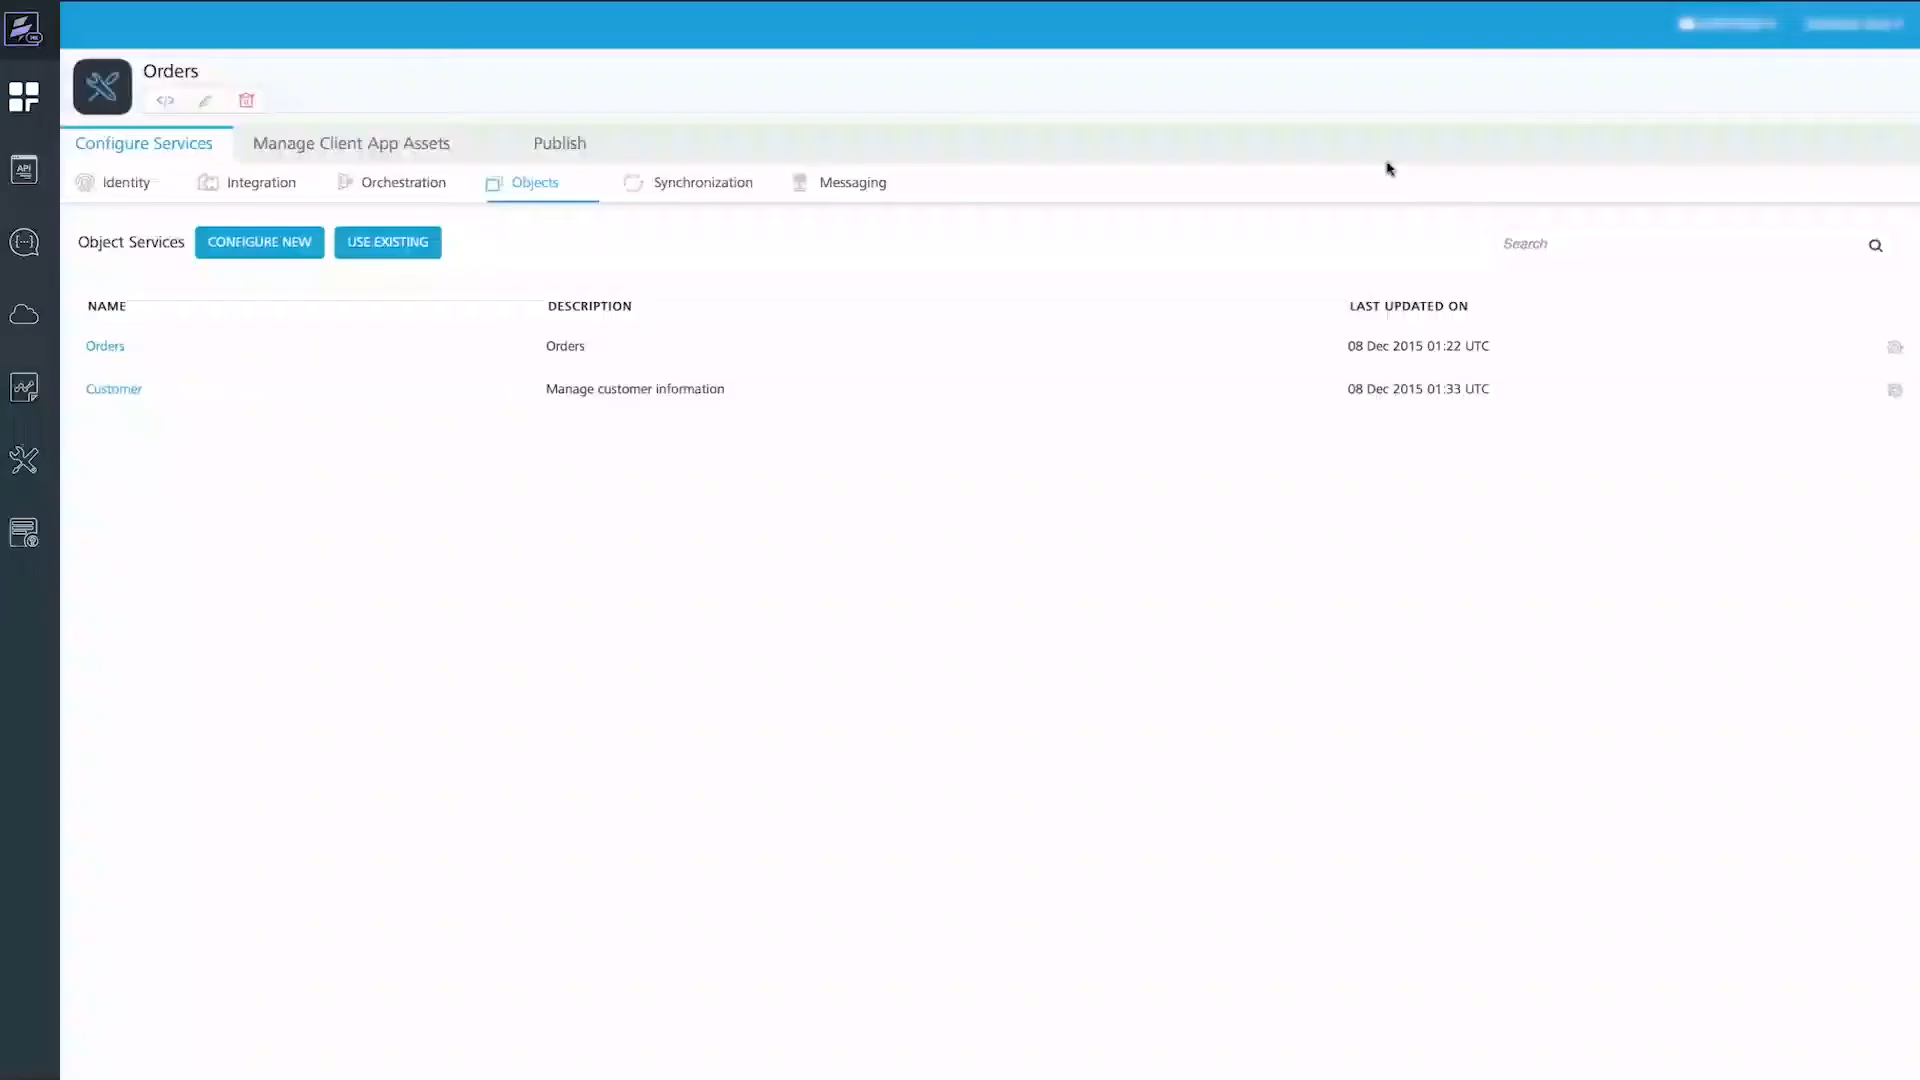 Orders
</>
Configure Services Manage Client App Assets Publish
Identity Integration Orchestration Objects Synchronization Messaging
Object Services CONFIGURE NEW USE EXISTING Search
NAME DESCRIPTION LAST UPDATED ON
Orders Orders 08 Dec 2015 01:22 UTC
Customer Manage customer information 08 Dec 2015 01:33 UTC
API